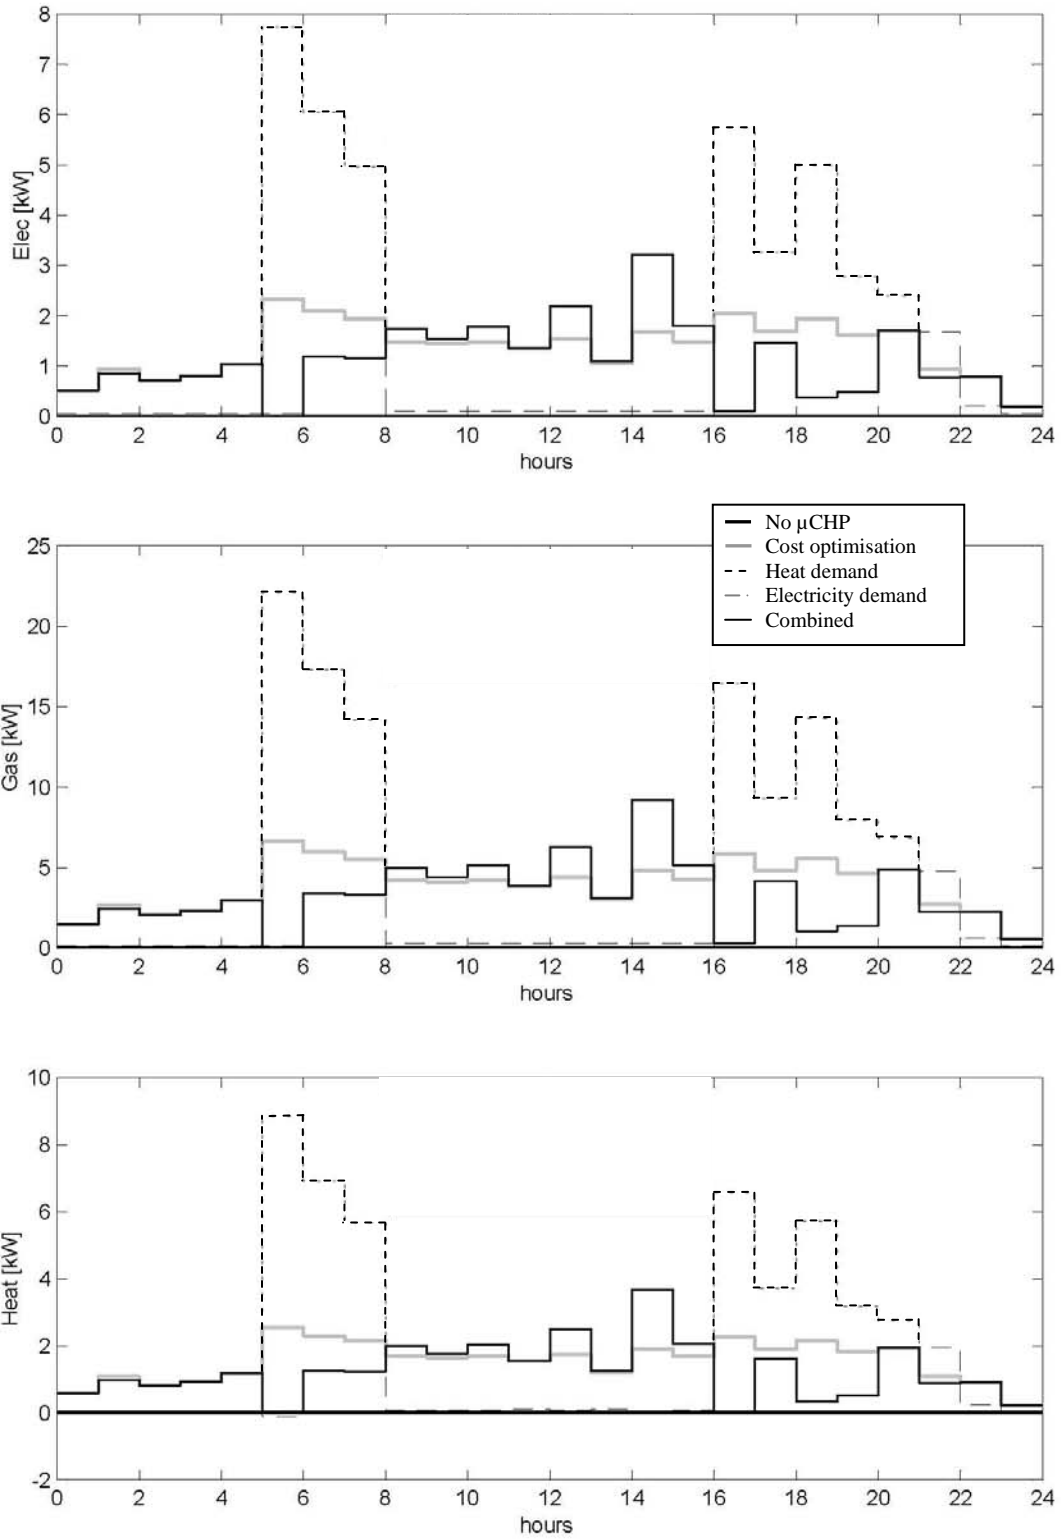 8
7
6
5
4
3
2
1
0
Elec [kW]
0 2 4 6 8 10 12 14 16 18 20 22 24
hours
No µCHP
Cost optimisation
Heat demand
Electricity demand
Combined
25
20
15
10
5
0
Gas [kW]
0 2 4 6 8 10 12 14 16 18 20 22 24
hours
10
8
6
4
2
0
-2
Heat [kW]
0 2 4 6 8 10 12 14 16 18 20 22 24
hours